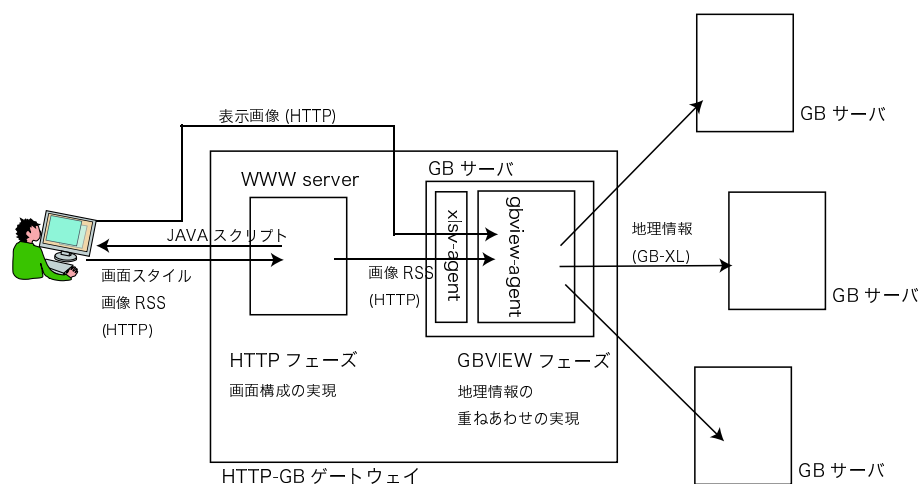 表示画像 (HTTP)
GB サーバ
WWW server
GB サーバ
JAVA スクリプト
xlsv-agent
gbview-agent
地理情報
(GB-XL)
画面スタイル
画像 RSS
(HTTP)
画像 RSS
(HTTP)
GB サーバ
HTTP フェーズ
画面構成の実現
GBVIEW フェーズ
地理情報の
重ねあわせの実現
GB サーバ
HTTP-GB ゲートウェイ